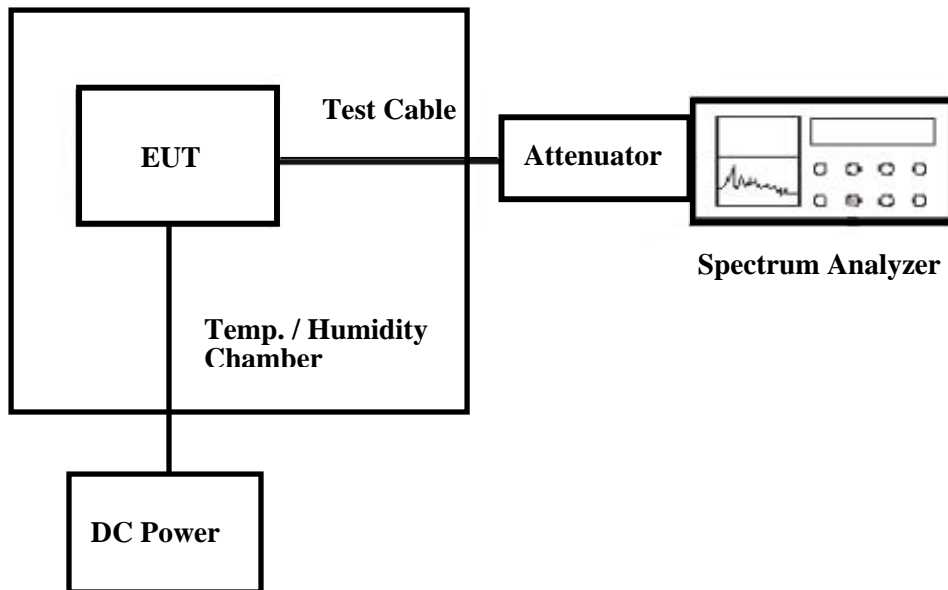 Test Cable
EUT
Attenuator
Spectrum Analyzer
Temp. / Humidity
Chamber
DC Power